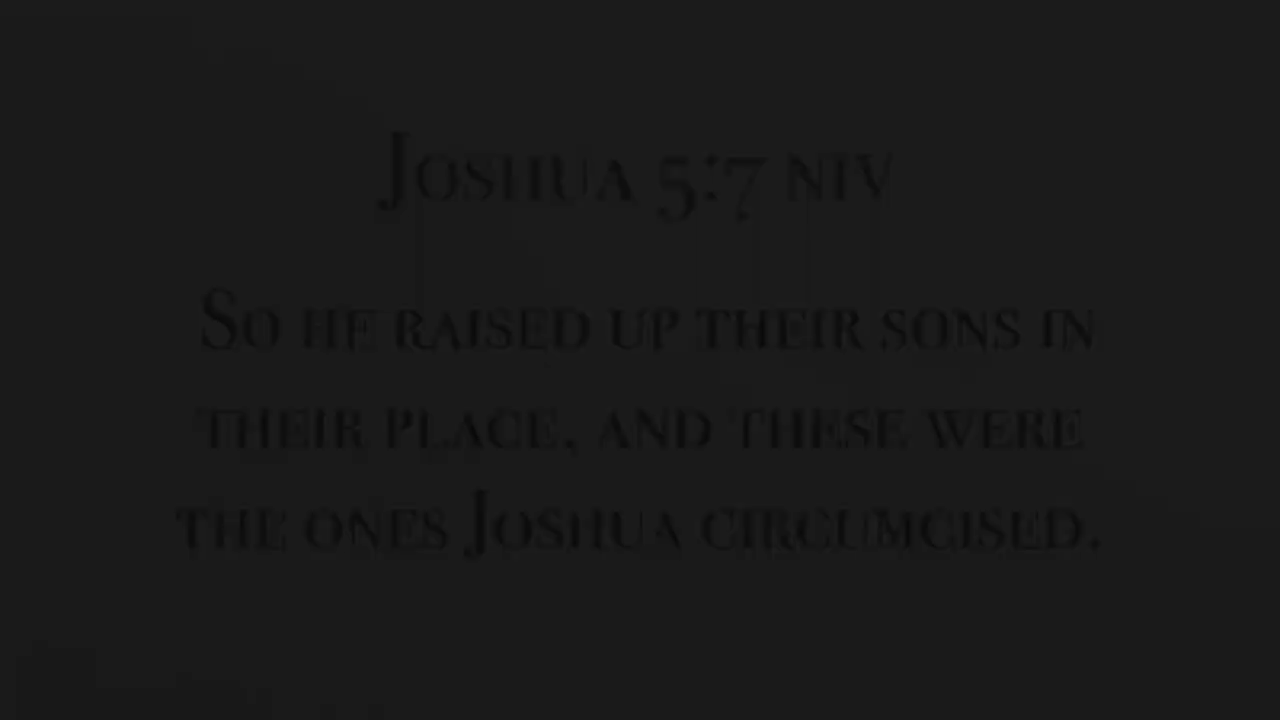 Joshua 5:7 NIV
So he raised up their sons in
their place, and these were
the ones Joshua circumcised.